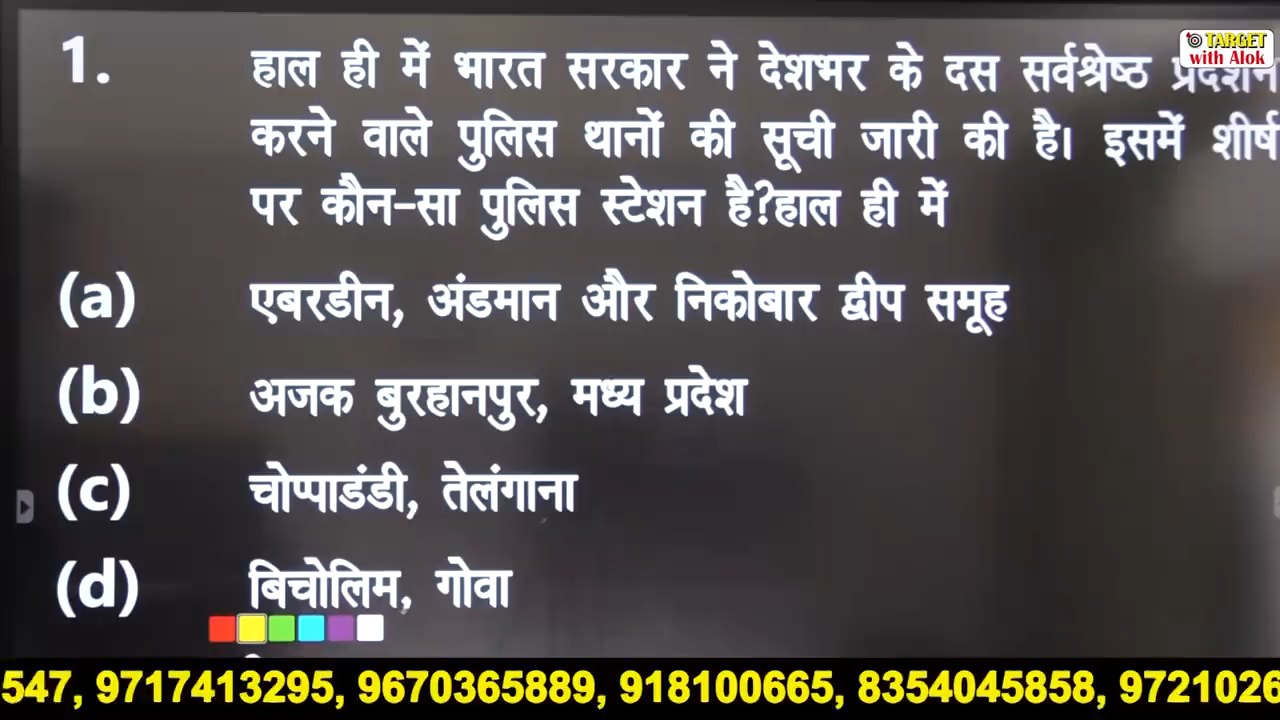 TARGET
with Alok
1. हाल ही में भारत सरकार ने देशभर के दस सर्वश्रेष्ठ प्रदर्शन
करने वाले पुलिस थानों की सूची जारी की है। इसमें शीर्ष
पर कौन-सा पुलिस स्टेशन है?हाल ही में
(a) एबरडीन, अंडमान और निकोबार द्वीप समूह
(b) अजक बुरहानपुर, मध्य प्रदेश
(c) चोप्पाडंडी, तेलंगाना
(d) बिचोलिम, गोवा
547, 9717413295, 9670365889, 918100665, 8354045858, 9721026